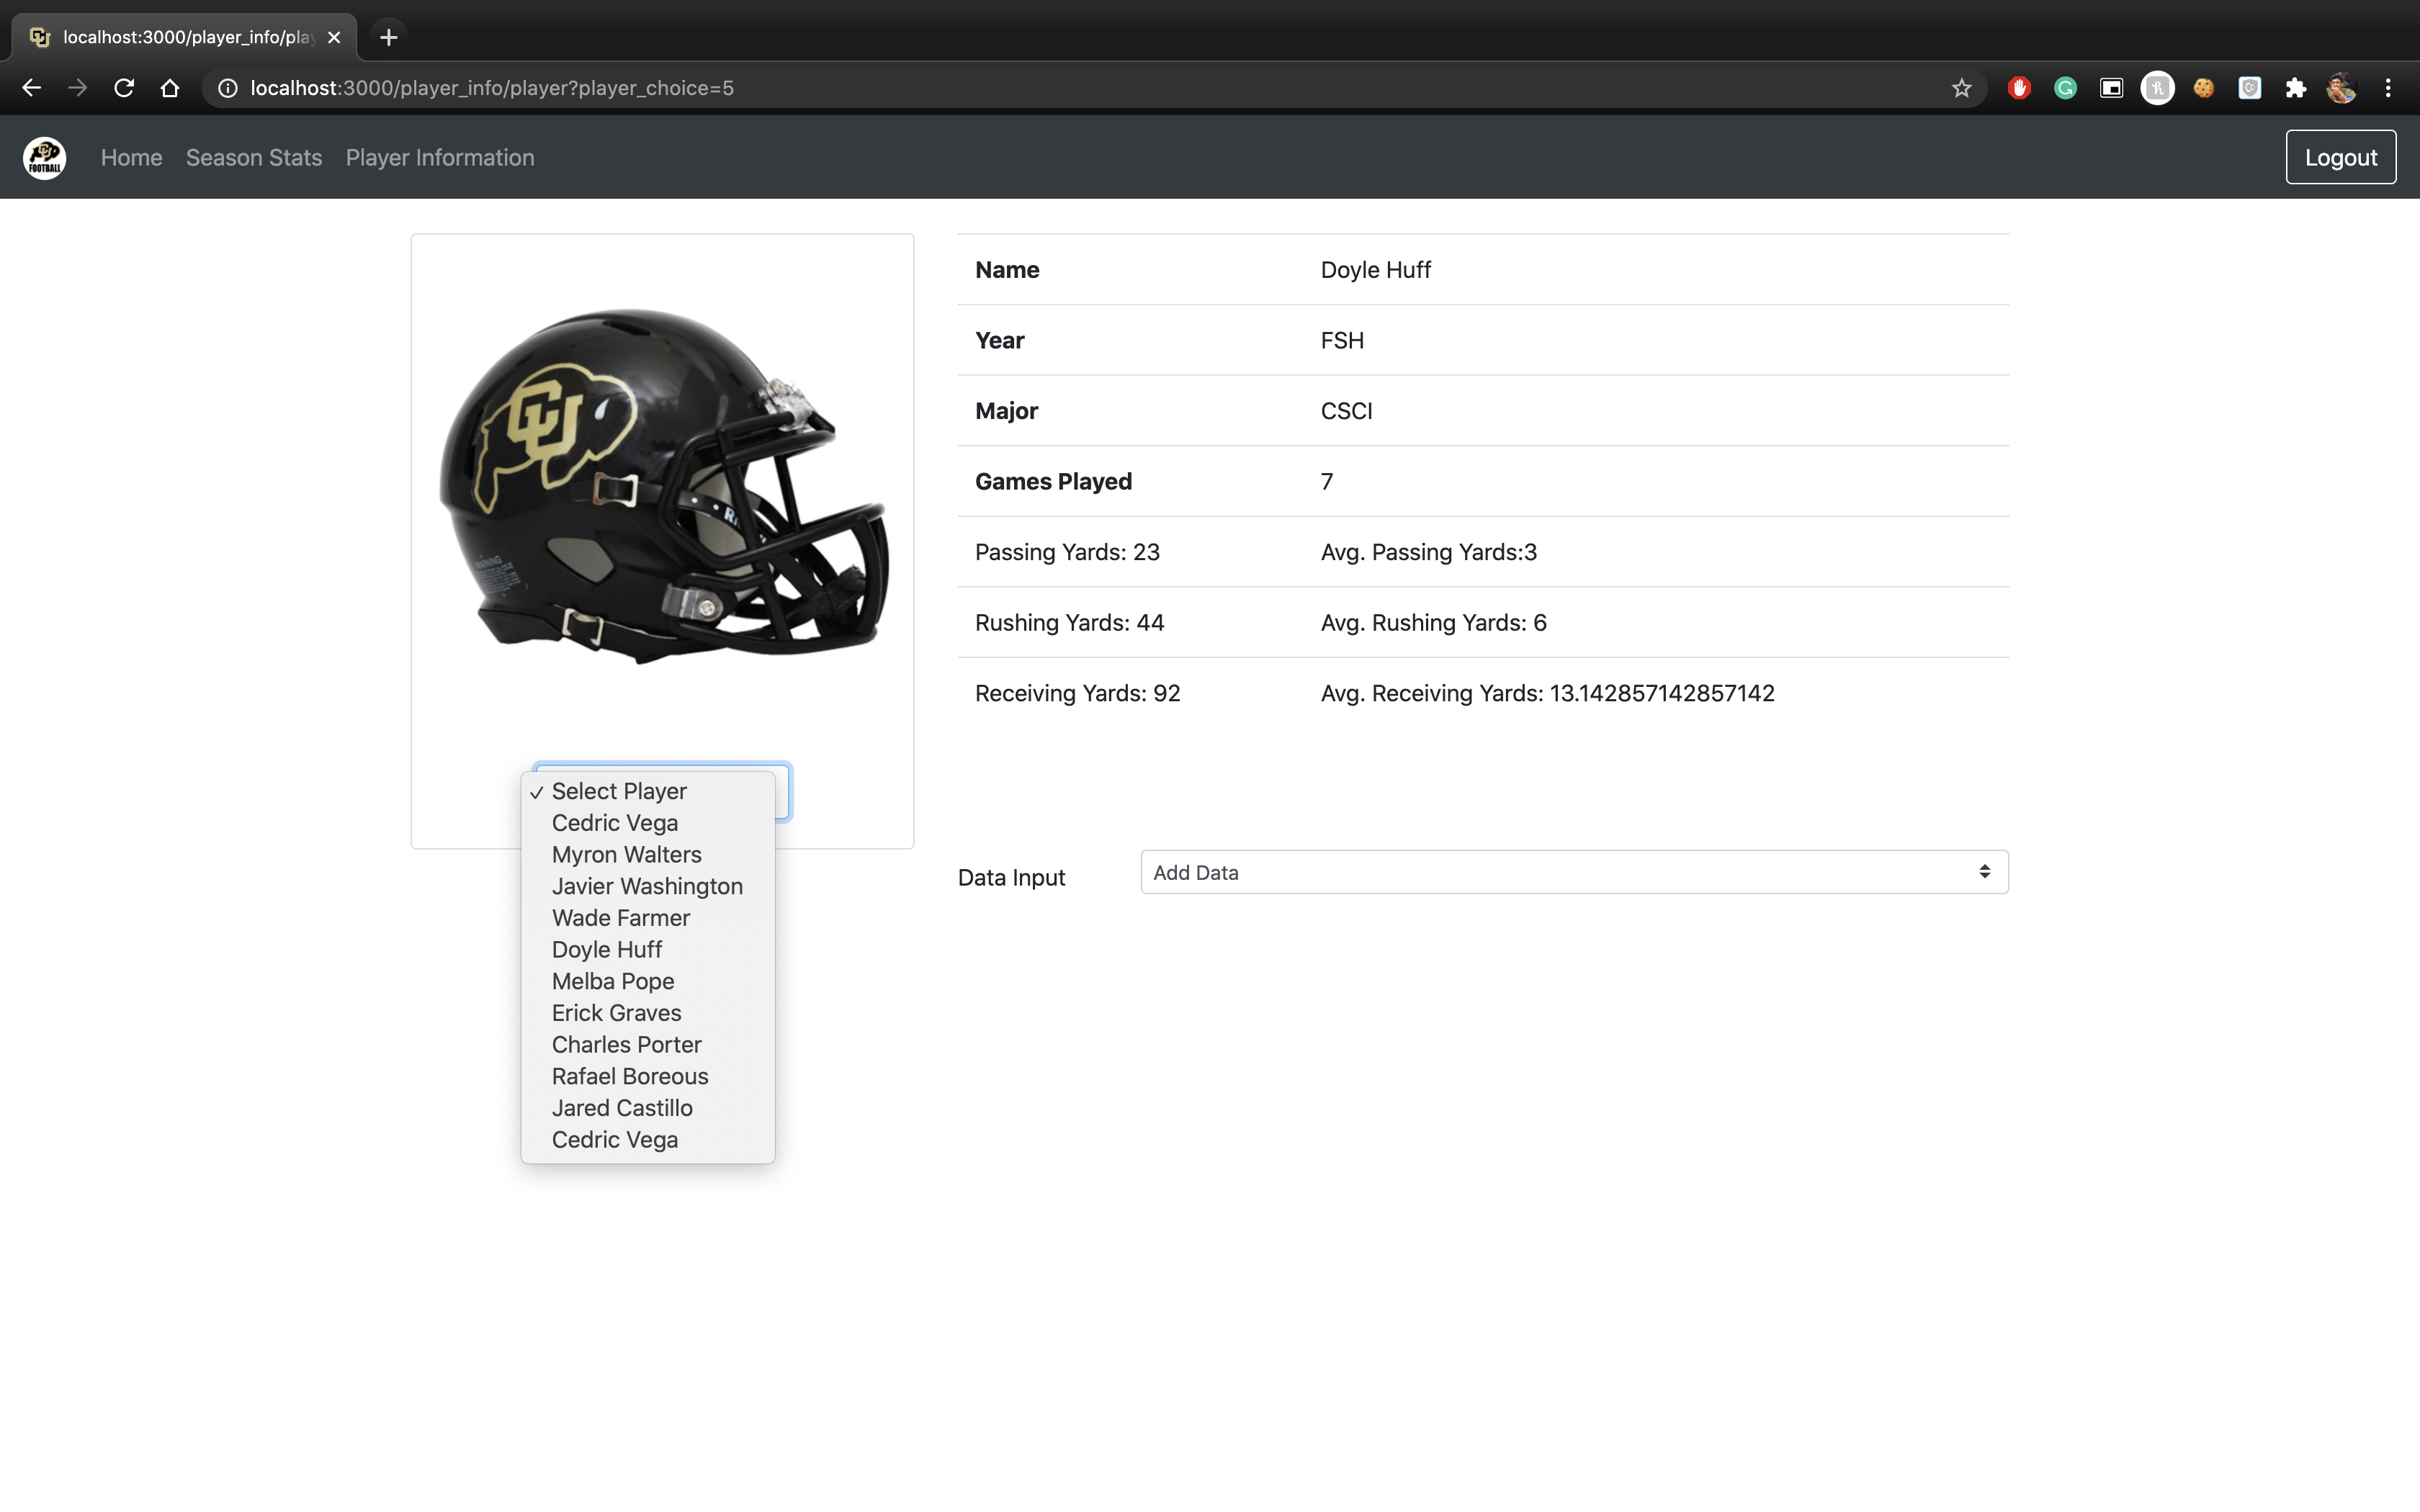 localhost:3000/player_info/pla
localhost:3000/player_info/player?player_choice=5
FOOTBALL
Home
Season Stats
Player Information
Logout
CU
WARNING
Name Doyle Huff
Year FSH
Major CSCI
Games Played 7
Passing Yards: 23 Avg. Passing Yards:3
Rushing Yards: 44 Avg. Rushing Yards: 6
Receiving Yards: 92 Avg. Receiving Yards: 13.142857142857142
✓ Select Player
Cedric Vega
Myron Walters
Javier Washington
Wade Farmer
Doyle Huff
Melba Pope
Erick Graves
Charles Porter
Rafael Boreous
Jared Castillo
Cedric Vega
Data Input
Add Data